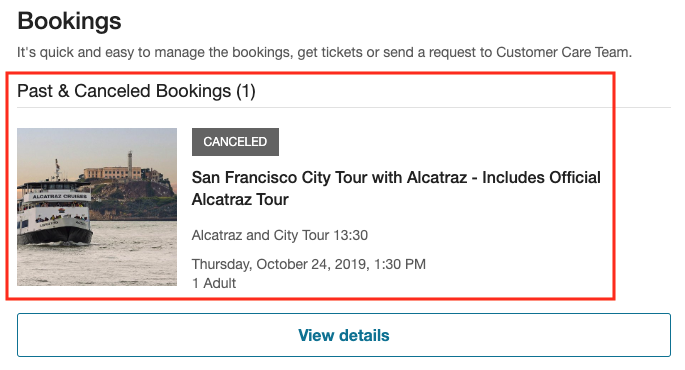 Bookings
It's quick and easy to manage the bookings, get tickets or send a request to Customer Care Team.
Past & Canceled Bookings (1)
CANCELED
San Francisco City Tour with Alcatraz - Includes Official
Alcatraz Tour
ALCATRAZ CRUISES
Alcatraz and City Tour 13:30
Thursday, October 24, 2019, 1:30 PM
1 Adult
View details